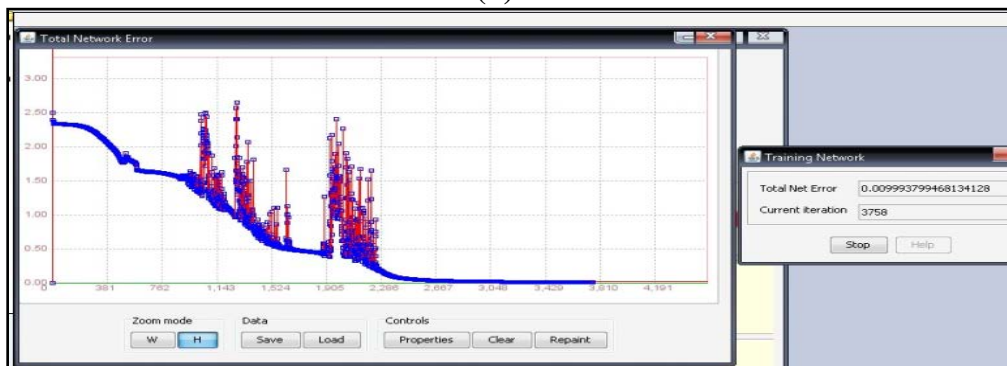 Total Network Error
3.00
2.50
2.00
1.50
1.00
0.50
0.00
0 381 762 1,143 1,524 1,905 2,286 2,667 3,048 3,429 3,810 4,191
Zoom mode Data Controls
W H Save Load Properties Clear Repaint
Training Network
Total Net Error 0.009993799468134128
Current iteration 3758
Stop Help